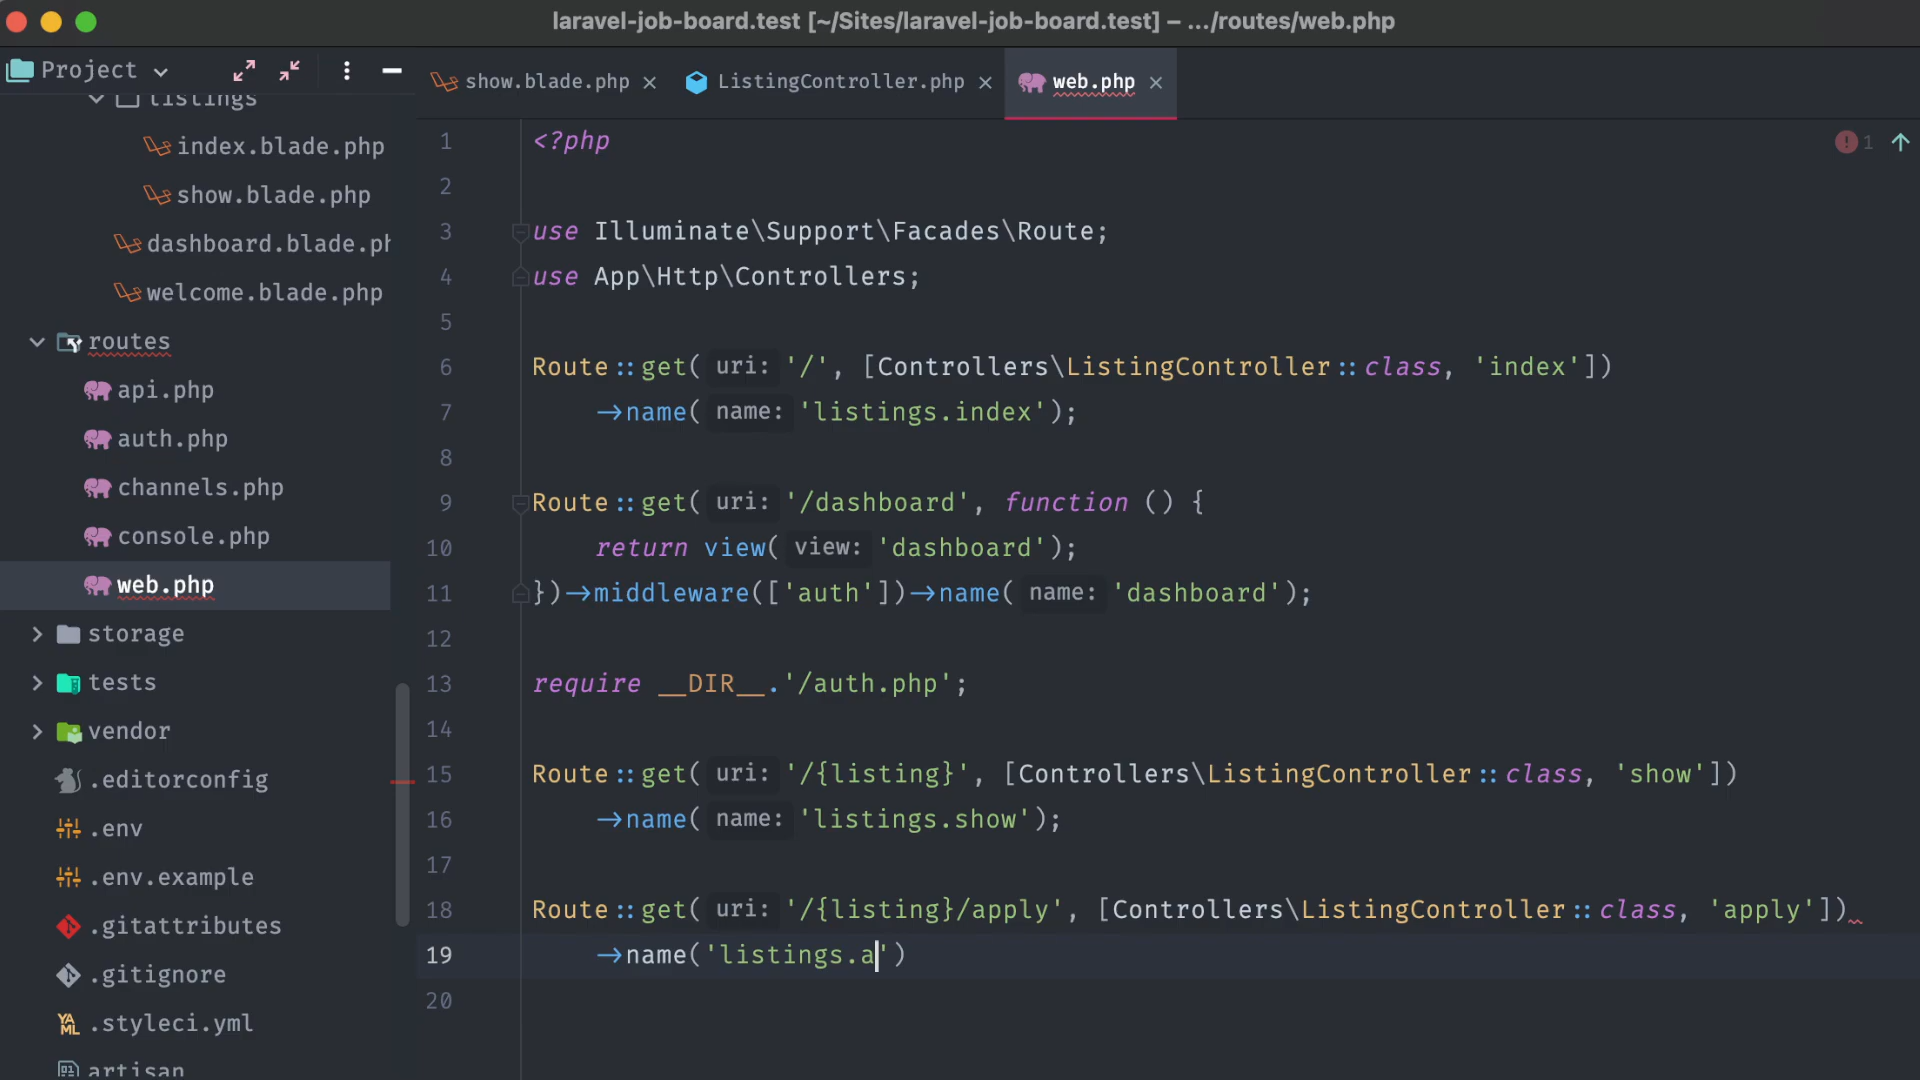 laravel-job-board.test [~/Sites/laravel-job-board.test] – .../routes/web.php
Project
listings
index.blade.php
show.blade.php
dashboard.blade.ph
welcome.blade.php
routes
api.php
auth.php
channels.php
console.php
web.php
storage
tests
vendor
.editorconfig
.env
.env.example
.gitattributes
.gitignore
YAML .styleci.yml
artisan
show.blade.php ListingController.php web.php
1 <?php
1
2
3 use Illuminate\Support\Facades\Route;
4 use App\Http\Controllers;
5
6 Route::get( uri: '/', [Controllers\ListingController::class, 'index'])
7 →name( name: 'listings.index');
8
9 Route::get( uri: '/dashboard', function () {
10 return view( view: 'dashboard');
11 })→middleware(['auth'])→name( name: 'dashboard');
12
13 require __DIR__.'/auth.php';
14
15 Route::get( uri: '/{listing}', [Controllers\ListingController::class, 'show'])
16 →name( name: 'listings.show');
17
18 Route::get( uri: '/{listing}/apply', [Controllers\ListingController::class, 'apply'])
19 →name('listings.a')
20